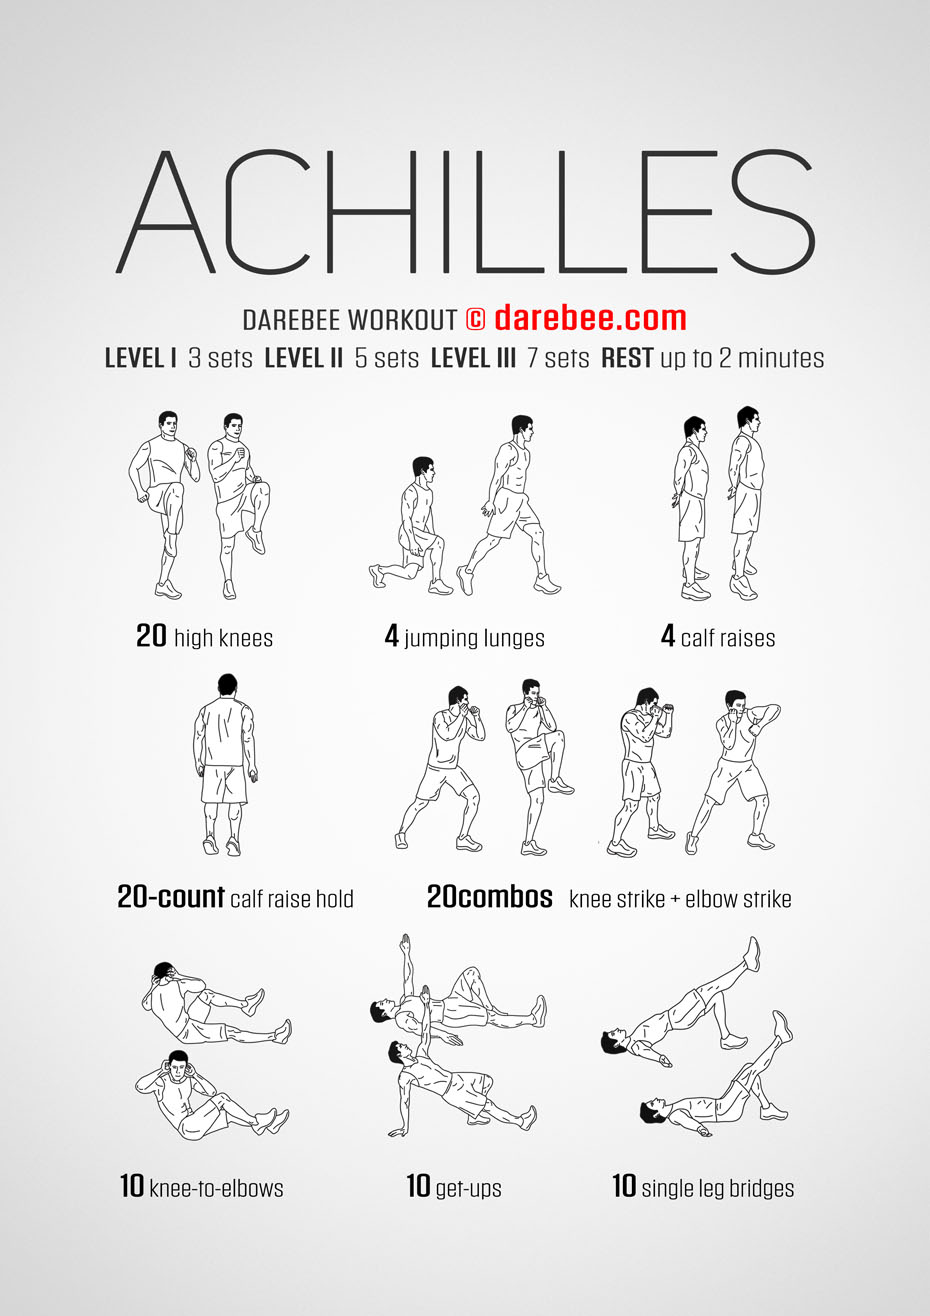 ACHILLES
DAREBEE WORKOUT © darebee.com
LEVEL I 3 sets LEVEL II 5 sets LEVEL III 7 sets REST up to 2 minutes
20 high knees
4 jumping lunges
4 calf raises
20-count calf raise hold
20combos knee strike + elbow strike
10 knee-to-elbows
10 get-ups
10 single leg bridges